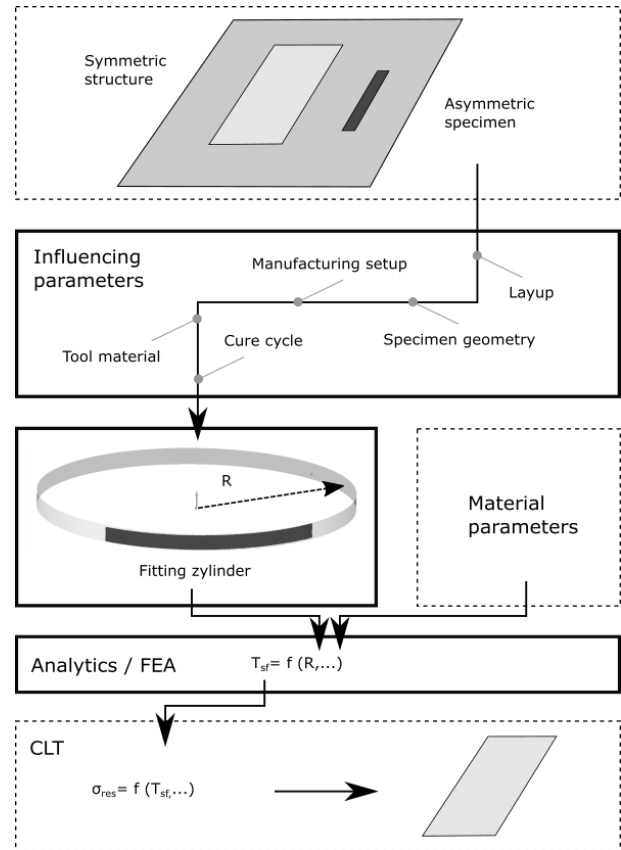 Symmetric
structure
Asymmetric
specimen
Influencing
parameters
Manufacturing setup
Layup
Tool material
Cure cycle
Specimen geometry
R
Fitting zylinder
Material
parameters
Analytics / FEA
T_sf= f (R,...)
CLT
σ_res= f (T_sf,...)